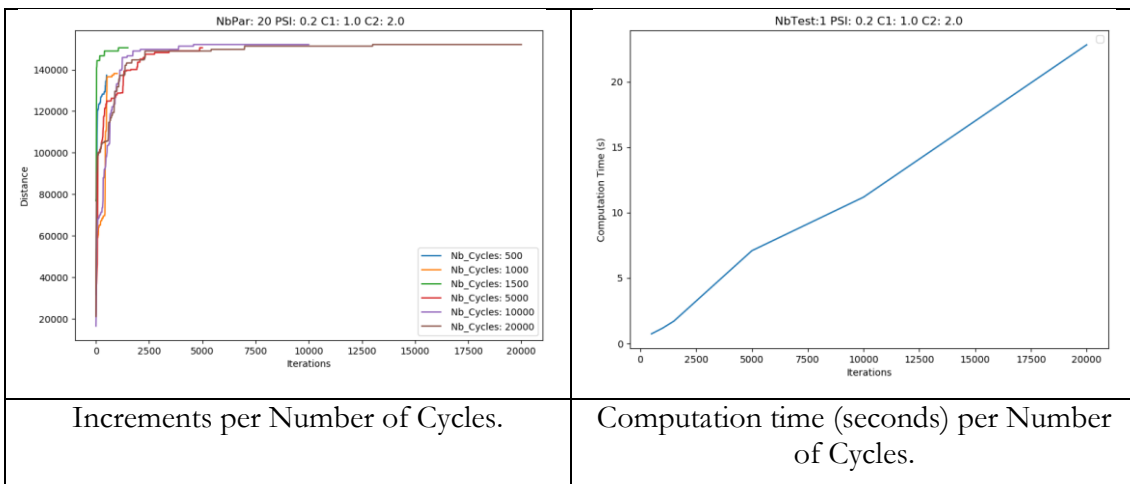 NbPar: 20 PSI: 0.2 C1: 1.0 C2: 2.0
140000
120000
100000
80000
60000
40000
20000
Distance
Nb_Cycles: 500
Nb_Cycles: 1000
Nb_Cycles: 1500
Nb_Cycles: 5000
Nb_Cycles: 10000
Nb_Cycles: 20000
0 2500 5000 7500 10000 12500 15000 17500 20000
Iterations
NbTest:1 PSI: 0.2 C1: 1.0 C2: 2.0
20
15
10
5
0
Computation Time (s)
0 2500 5000 7500 10000 12500 15000 17500 20000
Iterations
Increments per Number of Cycles.
Computation time (seconds) per Number
of Cycles.